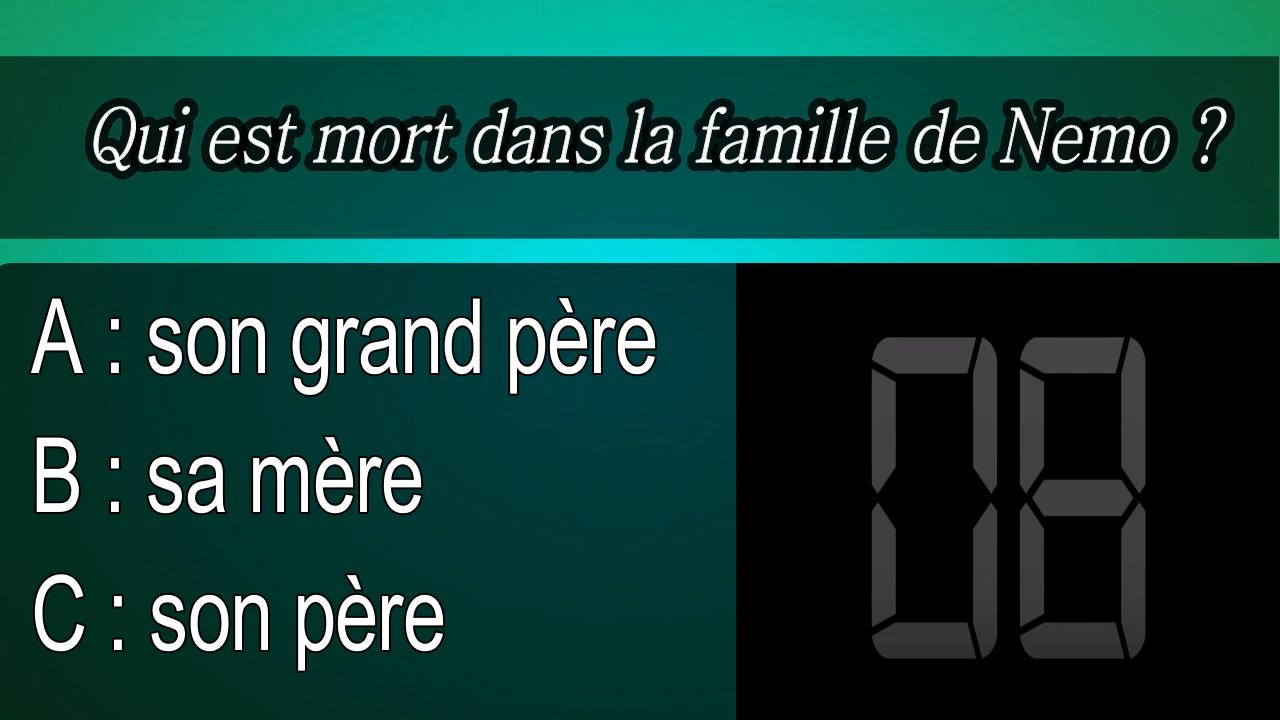 Qui est mort dans la famille de Nemo ?
A : son grand père
B : sa mère
C : son père
08